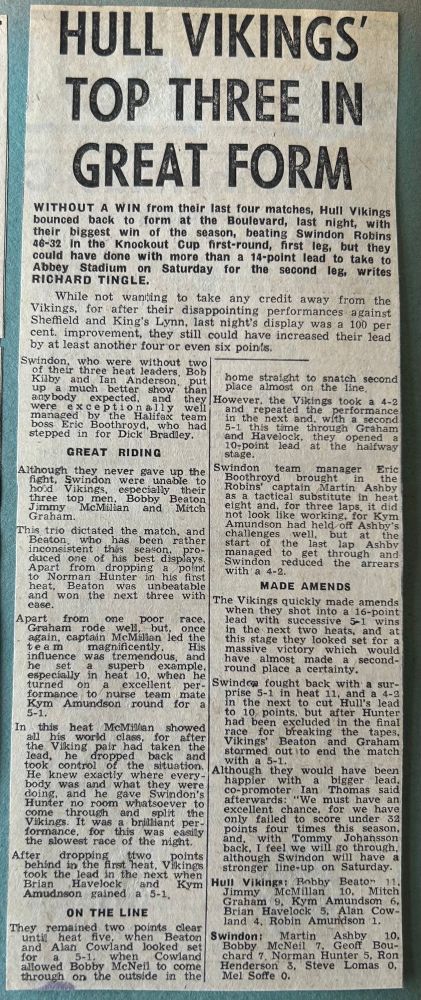 HULL VIKINGS'
TOP THREE IN
GREAT FORM
WITHOUT A WIN from their last four matches, Hull Vikings
bounced back to form at the Boulevard, last night, with
their biggest win of the season, beating Swindon Robins
46-32 in the Knockout Cup first-round, first leg, but they
could have done with more than a 14-point lead to take to
Abbey Stadium on Saturday for the second leg, writes
RICHARD TINGLE.
While not wanting to take any credit away from the
Vikings, for after their disappointing performances against
Sheffield and King's Lynn, last night's display was a 100 per
cent. improvement, they still could have increased their lead
by at least another four or even six points.
Swindon, who were without two
of their three heat leaders, Bob
Kilby and Ian Anderson, put
up a much better show than
anybody expected, and they
were exceptionally well
managed by the Halifax team
boss Eric Boothroyd, who had
stepped in for Dick Bradley.
GREAT RIDING
Although they never gave up the
fight, Swindon were unable to
hold Vikings, especially their
three top men, Bobby Beaton
Jimmy McMillan and Mitch
Graham.
This trio dictated the match, and
Beaton, who has been rather
inconsistent this season, pro-
duced one of his best displays.
Apart from dropping a point
to Norman Hunter in his first
heat, Beaton was unbeatable
and won the next three with
ease.
Apart from one poor race,
Graham rode well, but, once
again, captain McMillan led the
team magnificently. His
influence was tremendous, and
he set a superb example,
especially in heat 10, when he
turned on a excellent per-
formance to nurse team mate
Kym Amundson round for a
5-1.
In this heat McMillan showed
all his world class, for after
the Viking pair had taken the
lead, he dropped back and
took control of the situation.
He knew exactly where every-
body was and what they were
doing, and he gave Swindon's
Hunter no room whatsoever to
come through and split the
Vikings. It was a brilliant per-
formance, for this was easily
the slowest race of the night.
After dropping two points
behind in the first heat, Vikings
took the lead in the next when
Brian Havelock and Kym
Amudnson gained a 5-1.
ON THE LINE
They remained two points clear
until heat five, when Beaton
and Alan Cowland looked set
for a 5-1, when Cowland
allowed Bobby McNeil to come
through on the outside in the
home straight to snatch second
place almost on the line.
However, the Vikings took a 4-2
and repeated the performance
in the next and, with a second
5-1 this time through Graham
and Havelock, they opened a
10-point lead at the halfway
stage.
Swindon team manager Eric
Boothroyd brought in the
Robins' captain Martin Ashby
as a tactical substitute in heat
eight and, for three laps, it did
not look like working, for Kym
Amundson had held off Ashby's
challenges well, but at the
start of the last lap Ashby
managed to get through and
Swindon reduced the arrears
with a 4-2.
MADE AMENDS
The Vikings quickly made amends
when they shot into a 16-point
lead with successive 5-1 wins
in the next two heats, and at
this stage they looked set for a
massive victory which would
have almost made a second-
round place a certainty.
Swindon fought back with a sur-
prise 5-1 in heat 11, and a 4-2
in the next to cut Hull's lead
to 10 points, but after Hunter
had been excluded in the final
race for breaking the tapes,
Vikings' Beaton and Graham
stormed out to end the match
with a 5-1.
Although they would have been
happier with a bigger lead,
co-promoter Ian Thomas said
afterwards: "We must have an
excellent chance, for we have
only failed to score under 32
points four times this season,
and, with Tommy Johansson
back, I feel we will go through,
although Swindon will have a
stronger line-up on Saturday.
Hull Vikings: Bobby Beaton 11,
Jimmy McMillan 10, Mitch
Graham 9, Kym Amundson 6,
Brian Havelock 5, Alan Cow-
land 4, Robin Amundson 1.
Swindon: Martin Ashby 10,
Bobby McNeil 7, Geoff Bou-
chard 7, Norman Hunter 5, Ron
Henderson 3, Steve Lomas 0,
Mel Soffe 0.